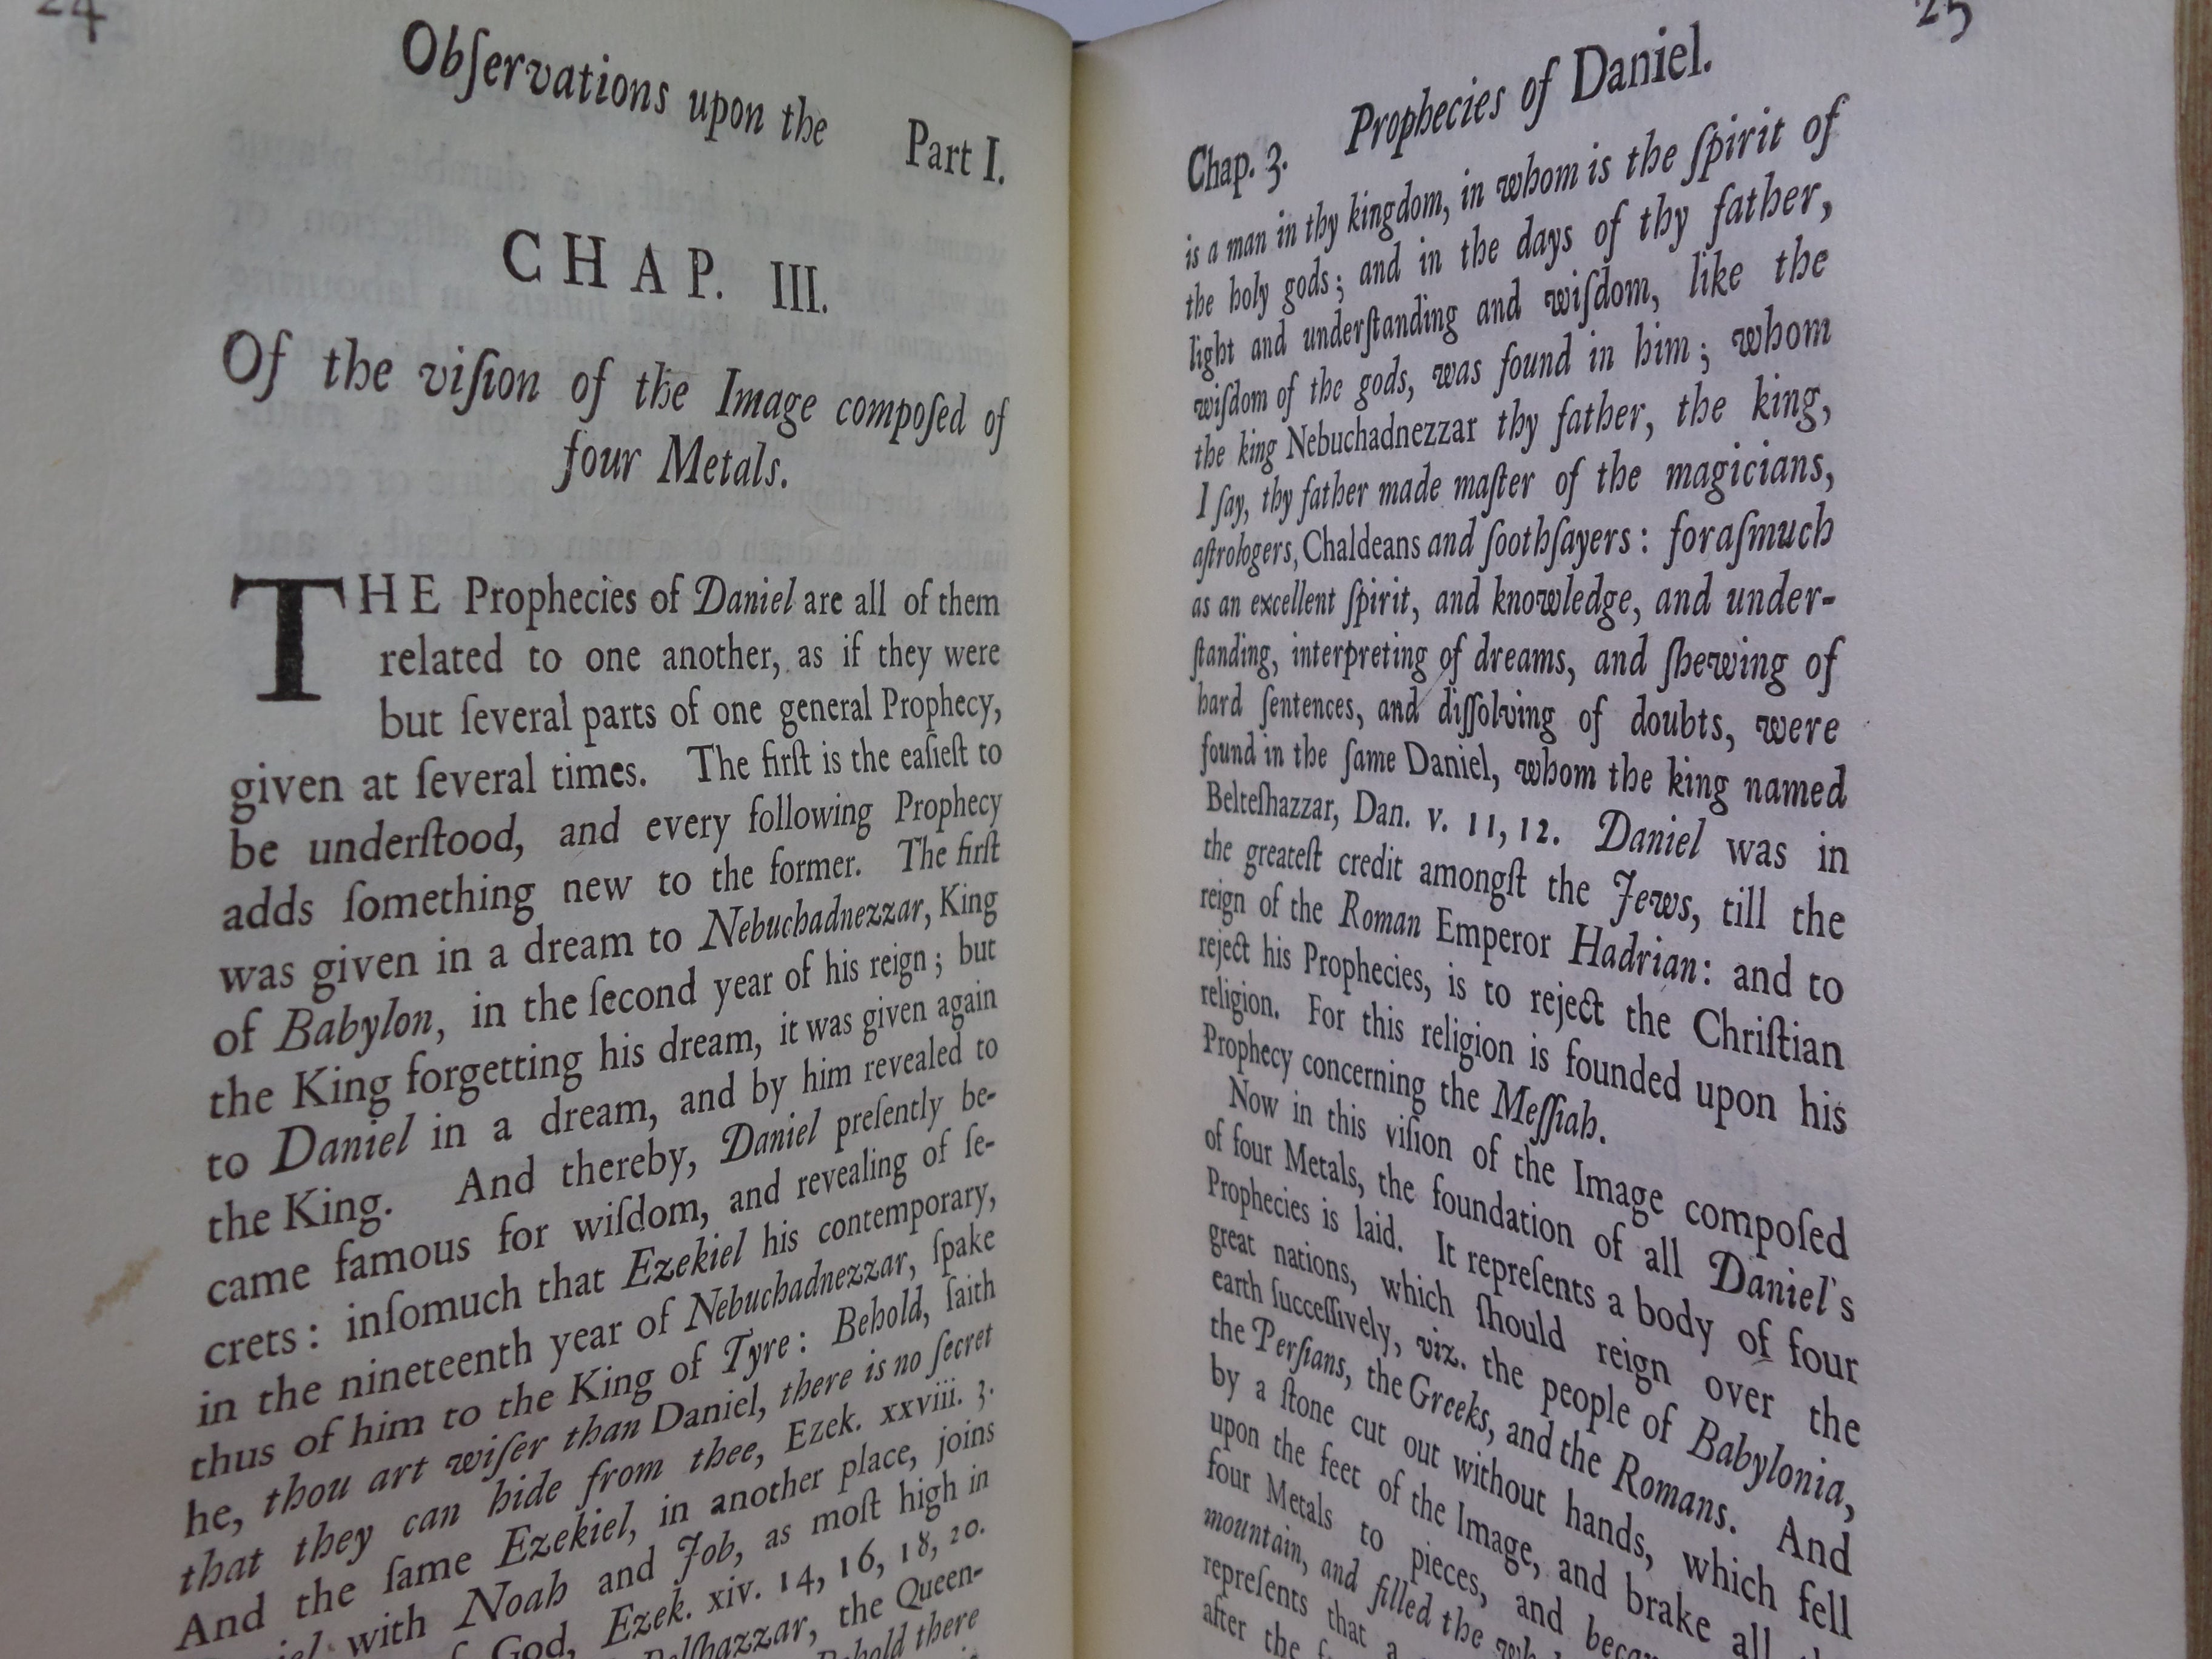 24
Obſervations upon the Part I.
CHAP. III.
Of the viſion of the Image compoſed of
four Metals.
THE Prophecies of Daniel are all of them
related to one another, as if they were
but ſeveral parts of one general Prophecy,
given at ſeveral times. The firſt is the eaſieſt to
be underſtood, and every following Prophecy
adds ſomething new to the former. The firſt
was given in a dream to Nebuchadnezzar, King
of Babylon, in the ſecond year of his reign; but
the King forgetting his dream, it was given again
to Daniel in a dream, and by him revealed to
the King. And thereby, Daniel preſently be-
came famous for wiſdom, and revealing of ſe-
crets: inſomuch that Ezekiel his contemporary,
in the nineteenth year of Nebuchadnezzar, ſpake
thus of him to the King of Tyre: Behold, ſaith
he, thou art wiſer than Daniel, there is no ſecret
that they can hide from thee, Ezek. xxviii. 3.
And the ſame Ezekiel, in another place, joins
with Noah and Job, as moſt high in
God, Ezek. xiv. 14, 16, 18, 20.
the Queen-
there
25
Chap. 3. Prophecies of Daniel.
is a man in thy kingdom, in whom is the ſpirit of
the holy gods; and in the days of thy father,
light and underſtanding and wiſdom, like the
wiſdom of the gods, was found in him; whom
the king Nebuchadnezzar thy father, the king,
I ſay, thy father made maſter of the magicians,
aſtrologers, Chaldeans and ſoothſayers: foraſmuch
as an excellent ſpirit, and knowledge, and under-
ſtanding, interpreting of dreams, and ſhewing of
hard ſentences, and diſſolving of doubts, were
found in the ſame Daniel, whom the king named
Belteſhazzar, Dan. v. 11, 12. Daniel was in
the greateſt credit amongſt the Jews, till the
reign of the Roman Emperor Hadrian: and to
reject his Prophecies, is to reject the Chriſtian
religion. For this religion is founded upon his
Prophecy concerning the Meſſiah.
Now in this viſion of the Image compoſed
of four Metals, the foundation of all Daniel's
Prophecies is laid. It repreſents a body of four
great nations, which ſhould reign over the
earth ſucceſſively, viz. the people of Babylonia,
the Perſians, the Greeks, and the Romans. And
by a ſtone cut out without hands, which fell
upon the feet of the Image, and brake all the
four Metals to pieces, and
mountain, and filled the
repreſents that a
after the